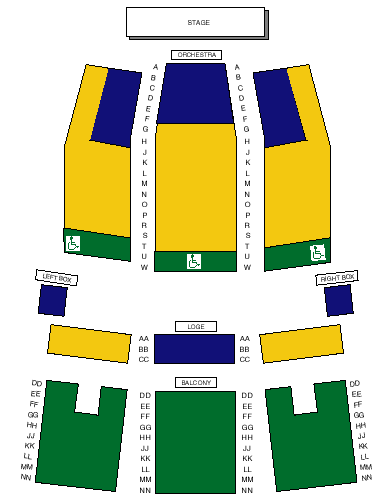 STAGE
ORCHESTRA
A A
B B
C C
D D
E E
F F
G G
H H
J J
K K
L L
M M
N N
O O
P P
R R
S S
T T
U U
W W
LEFT BOX
RIGHT BOX
LOGE
AA AA
BB BB
CC CC
BALCONY
DD DD DD DD
EE EE EE EE
FF FF FF FF
GG GG GG GG
HH HH HH HH
JJ JJ JJ JJ
KK KK KK KK
LL LL LL LL
MM MM MM MM
NN NN NN NN